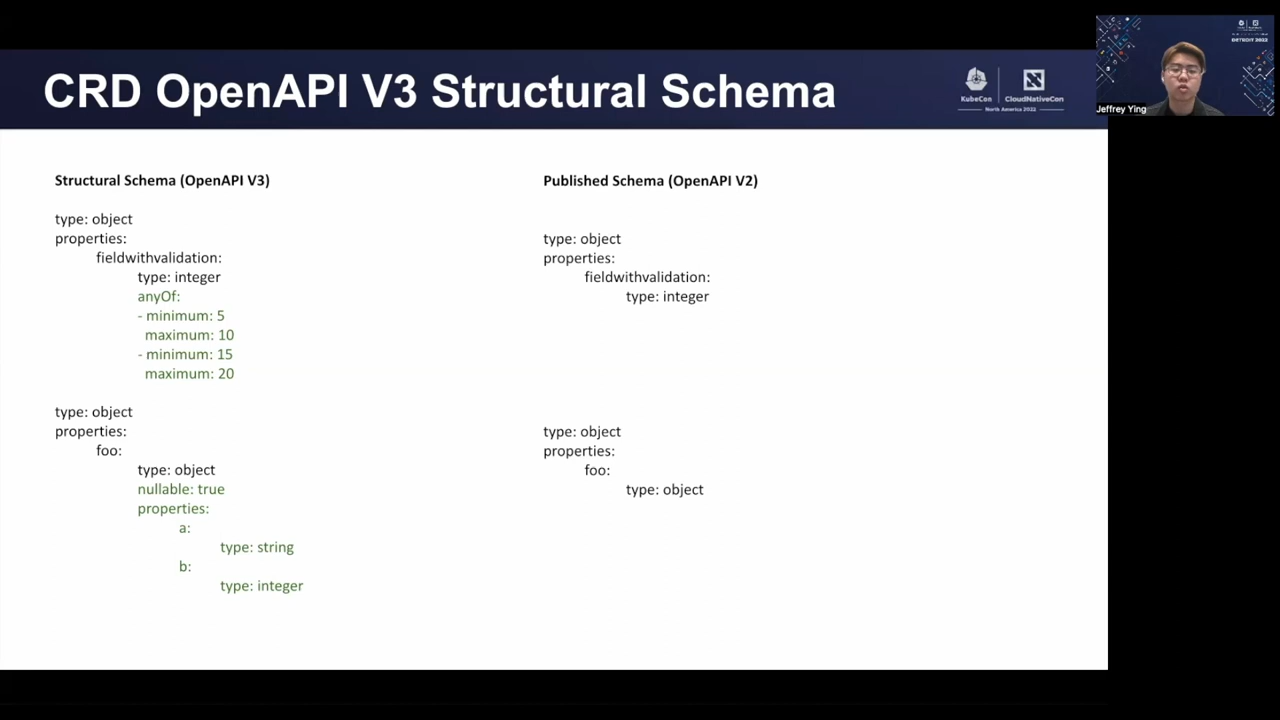 CRD OpenAPI V3 Structural Schema
KubeCon
CloudNativeCon
North America 2022
DETROIT 2022
Jeffrey Ying
Structural Schema (OpenAPI V3)
type: object
properties:
fieldwithvalidation:
type: integer
anyOf:
- minimum: 5
maximum: 10
- minimum: 15
maximum: 20
type: object
properties:
foo:
type: object
nullable: true
properties:
a:
type: string
b:
type: integer
Published Schema (OpenAPI V2)
type: object
properties:
fieldwithvalidation:
type: integer
type: object
properties:
foo:
type: object